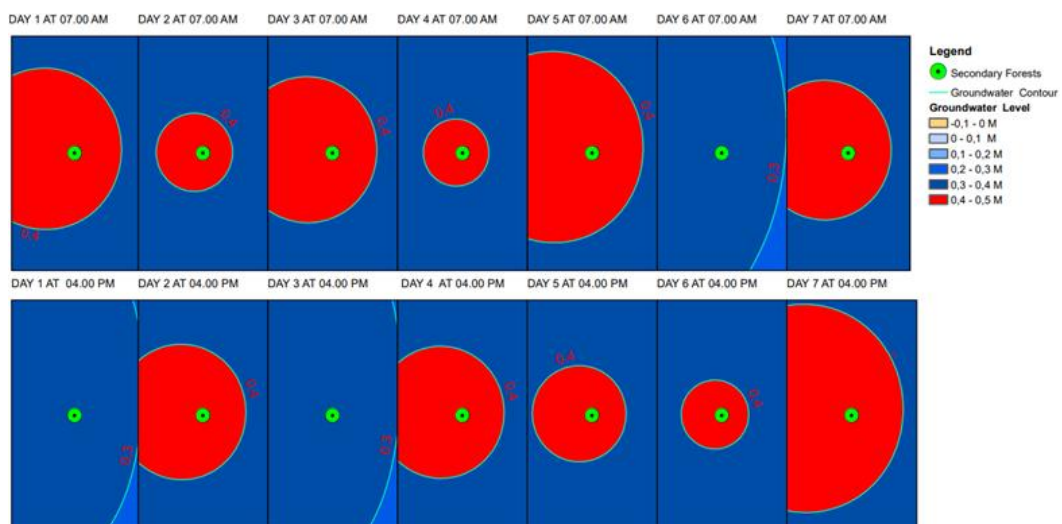 DAY 1 AT 07.00 AM DAY 2 AT 07.00 AM DAY 3 AT 07.00 AM DAY 4 AT 07.00 AM DAY 5 AT 07.00 AM DAY 6 AT 07.00 AM DAY 7 AT 07.00 AM
0,4
0,4
0,4
0,4
0,4
0,3
Legend
Secondary Forests
Groundwater Contour
Groundwater Level
-0,1 - 0 M
0 - 0,1 M
0,1 - 0,2 M
0,2 - 0,3 M
0,3 - 0,4 M
0,4 - 0,5 M
DAY 1 AT 04.00 PM DAY 2 AT 04.00 PM DAY 3 AT 04.00 PM DAY 4 AT 04.00 PM DAY 5 AT 04.00 PM DAY 6 AT 04.00 PM DAY 7 AT 04.00 PM
0,3
0,4
0,3
0,4
0,4
0,4